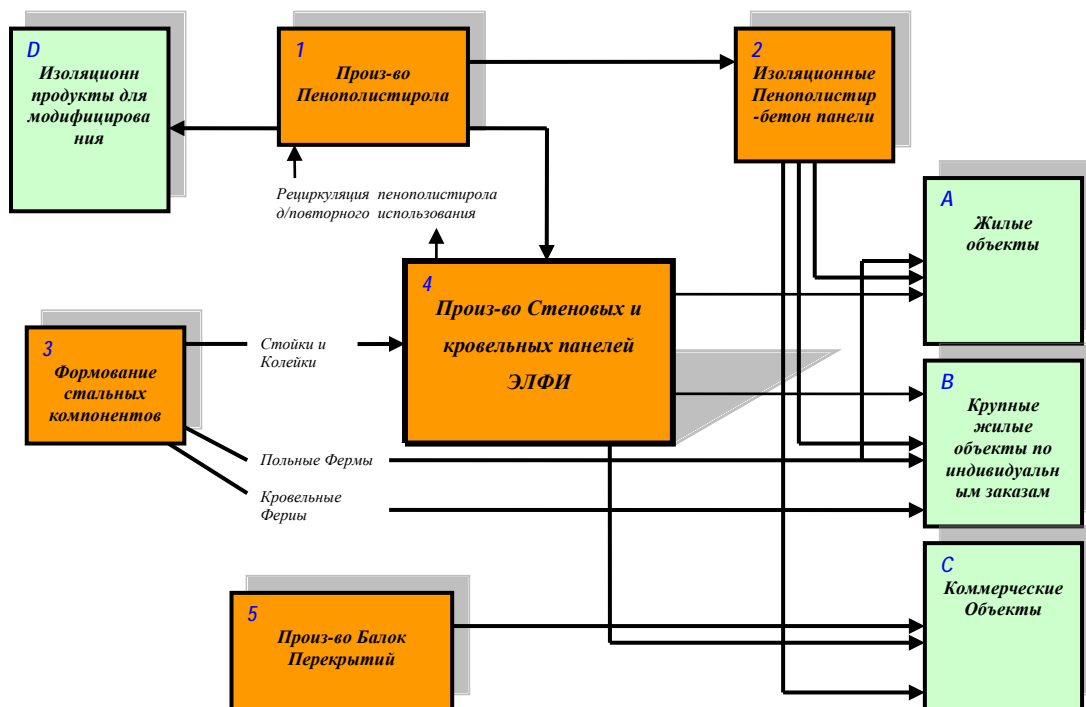 D
Изоляционн
продукты для
модифицирова
ния
1
Произ-во
Пенополистирола
2
Изоляционные
Пенополистир
-бетон панели
Рециркуляция пенополистирола
д/повторного использования
A
Жилые
объекты
4
Произ-во Стеновых и
кровельных панелей
ЭЛФИ
3
Формование
стальных
компонентов
Стойки и
Колейки
B
Крупные
жилые
объекты по
индивидуальн
ым заказам
Польные Фермы
Кровельные
Фериы
C
Коммерческие
Объекты
5
Произ-во Балок
Перекрытий